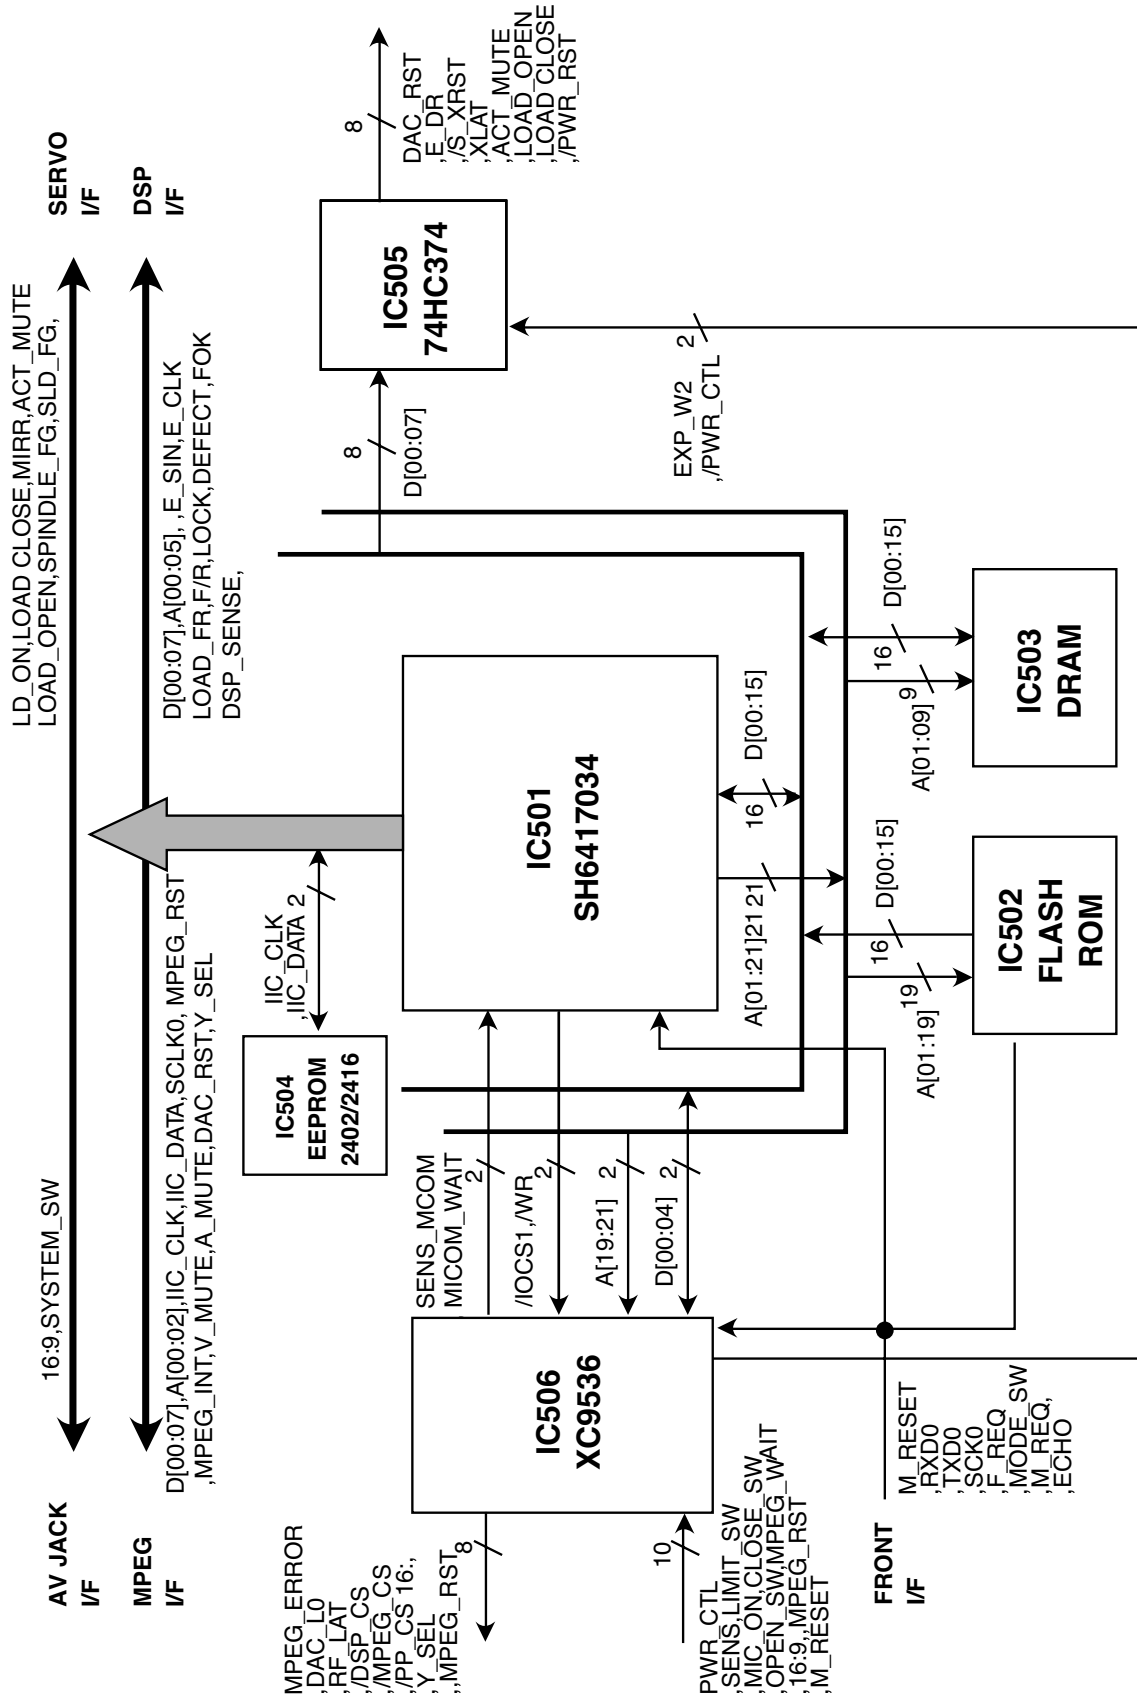 AV JACK
I/F
16:9,SYSTEM_SW
LD_ON,LOAD CLOSE,MIRR,ACT_MUTE
LOAD_OPEN,SPINDLE_FG,SLD_FG,
SERVO
I/F
MPEG
I/F
D[00:07],A[00:02],IIC_CLK,IIC_DATA,SCLK0, MPEG_RST
,MPEG_INT,V_MUTE,A_MUTE,DAC_RST,Y_SEL
D[00:07],A[00:05], ,E_SIN,E_CLK
LOAD_FR,F/R,LOCK,DEFECT,FOK
DSP_SENSE,
DSP
I/F
IIC_CLK
,IIC_DATA 2
IC504
EEPROM
2402/2416
MPEG_ERROR
,DAC_L0
,RF_LAT
,/DSP_CS
,/MPEG_CS
,/PP_CS 16:,
,Y_SEL
,,MPEG_RST
8
IC506
XC9536
PWR_CTL
,SENS,LIMIT_SW
,MIC_ON,CLOSE_SW
,OPEN_SW,MPEG_WAIT
,16:9,,MPEG_RST
,M_RESET
10
SENS_MCOM
MICOM_WAIT
2
/IOCS1,/WR
2
A[19:21]
2
D[00:04]
2
IC501
SH6417034
A[01:21]21 21
16
D[00:15]
8
D[00:07]
IC505
74HC374
8
DAC_RST
,E_DR
,/S_XRST
,XLAT
,ACT_MUTE
,LOAD_OPEN
,LOAD_CLOSE
,/PWR_RST
EXP_W2
,/PWR_CTL
2
FRONT
I/F
M_RESET
,RXD0
,TXD0
,SCK0
,F_REQ
,MODE_SW
,M_REQ,
,ECHO
A[01:19]
19
16
D[00:15]
IC502
FLASH
ROM
A[01:09]
9
16
D[00:15]
IC503
DRAM